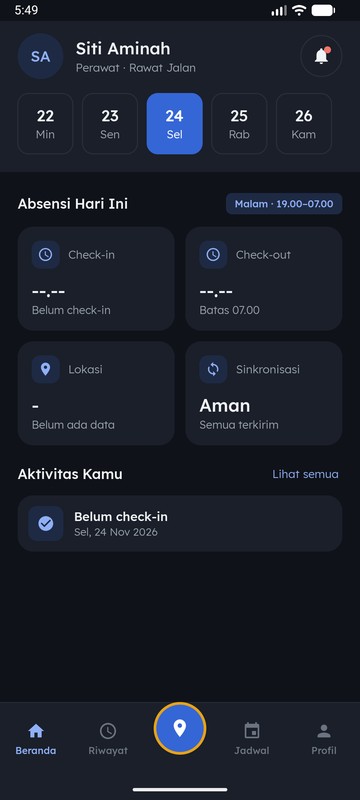 5:49
SA
Siti Aminah
Perawat · Rawat Jalan
22 23 24 25 26
Min Sen Sel Rab Kam
Absensi Hari Ini
Malam · 19.00–07.00
Check-in
--.--
Belum check-in
Check-out
--.--
Batas 07.00
Lokasi
-
Belum ada data
Sinkronisasi
Aman
Semua terkirim
Aktivitas Kamu
Lihat semua
Belum check-in
Sel, 24 Nov 2026
Beranda Riwayat Jadwal Profil